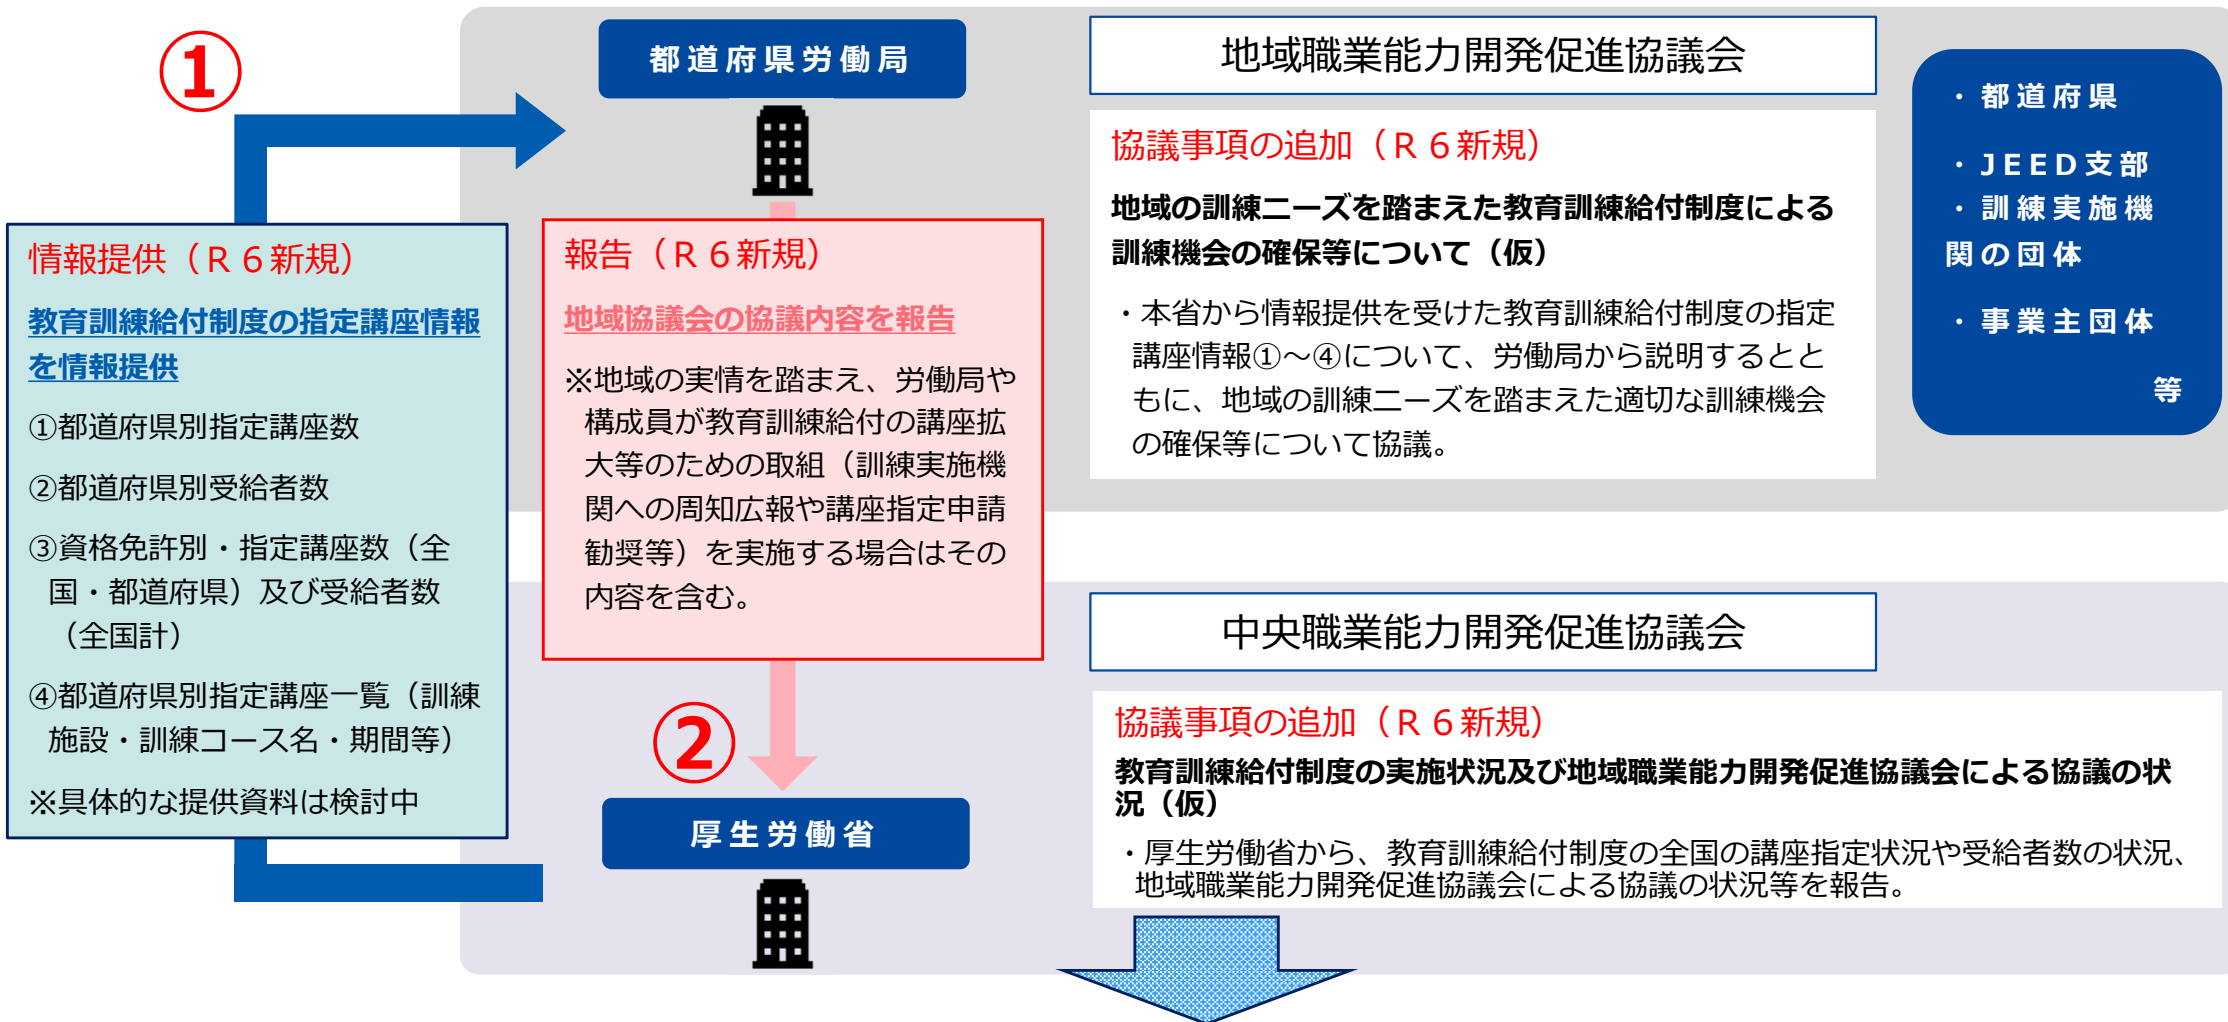 ①
都道府県労働局
地域職業能力開発促進協議会
協議事項の追加（Ｒ６新規）
地域の訓練ニーズを踏まえた教育訓練給付制度による
訓練機会の確保等について（仮）
・本省から情報提供を受けた教育訓練給付制度の指定
講座情報①～④について、労働局から説明するとと
もに、地域の訓練ニーズを踏まえた適切な訓練機会
の確保等について協議。
・都道府県
・JEED支部
・訓練実施機
関の団体
・事業主団体
等
情報提供（Ｒ６新規）
教育訓練給付制度の指定講座情報
を情報提供
①都道府県別指定講座数
②都道府県別受給者数
③資格免許別・指定講座数（全
国・都道府県）及び受給者数
（全国計）
④都道府県別指定講座一覧（訓練
施設・訓練コース名・期間等）
※具体的な提供資料は検討中
報告（Ｒ６新規）
地域協議会の協議内容を報告
※地域の実情を踏まえ、労働局や
構成員が教育訓練給付の講座拡
大等のための取組（訓練実施機
関への周知広報や講座指定申請
勧奨等）を実施する場合はその
内容を含む。
②
厚生労働省
中央職業能力開発促進協議会
協議事項の追加（Ｒ６新規）
教育訓練給付制度の実施状況及び地域職業能力開発促進協議会による協議の状
況（仮）
・厚生労働省から、教育訓練給付制度の全国の講座指定状況や受給者数の状況、
地域職業能力開発促進協議会による協議の状況等を報告。